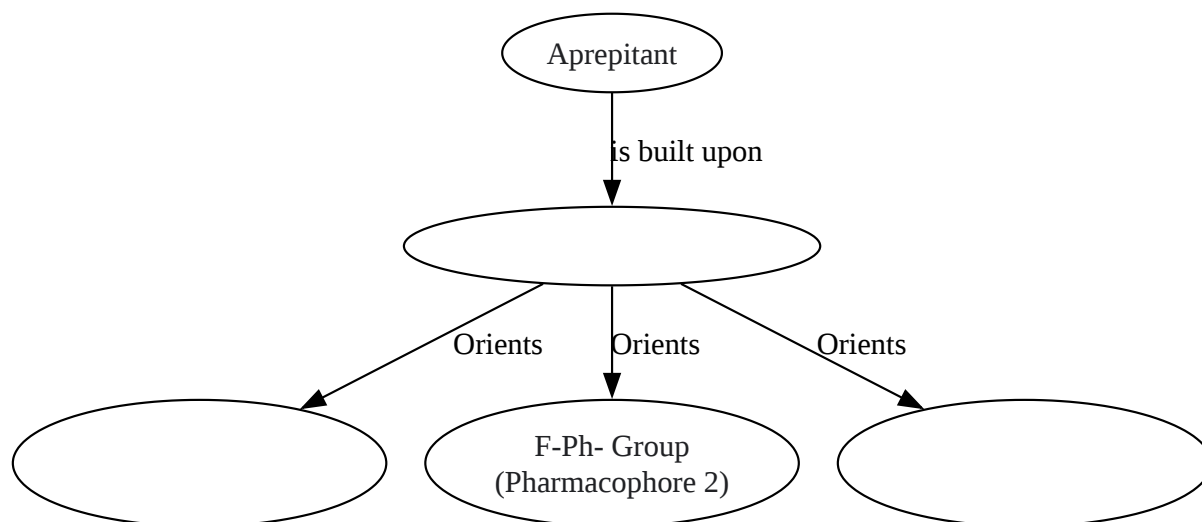 Aprepitant
is built upon
Orients
Orients
Orients
F-Ph- Group
(Pharmacophore 2)